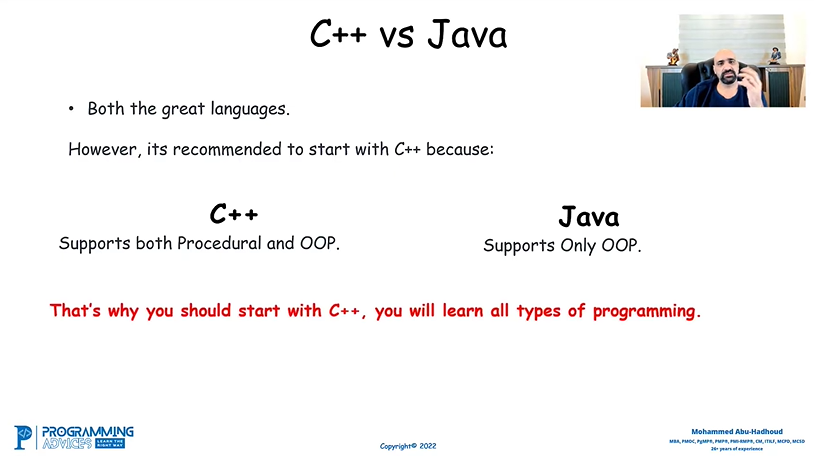 C++ vs Java
• Both the great languages.
However, its recommended to start with C++ because:
C++
Supports both Procedural and OOP.
Java
Supports Only OOP.
That's why you should start with C++, you will learn all types of programming.
PROGRAMMING
ADVICES LEARN THE RIGHT WAY
Copyright© 2022
Mohammed Abu-Hadhoud
MBA, PMOC, PgMP®, PMP®, PMI-RMP®, CM, ITILF, MCPD, MCSD
26+ years of experience